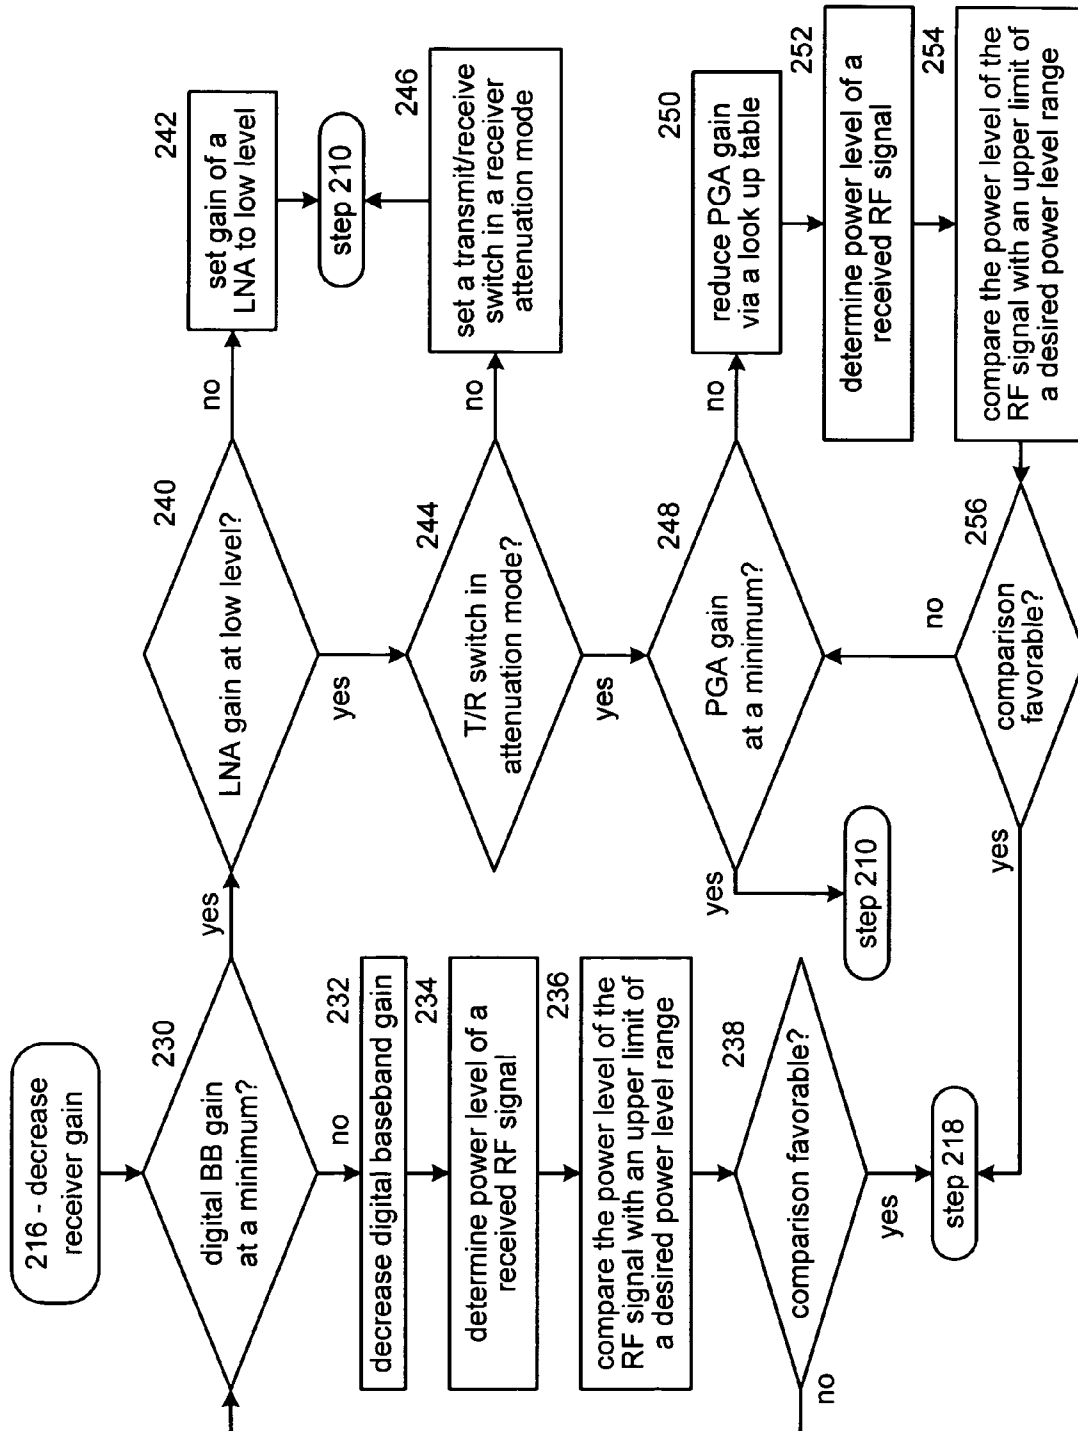 216 - decrease
receiver gain
230
digital BB gain
at a minimum?
yes
no
232
decrease digital baseband gain
234
determine power level of a
received RF signal
236
compare the power level of the
RF signal with an upper limit of
a desired power level range
238
comparison favorable?
no
yes
step 218
240
LNA gain at low level?
no
yes
242
set gain of a
LNA to low level
step 210
244
T/R switch in
attenuation mode?
no
yes
246
set a transmit/receive
switch in a receiver
attenuation mode
248
PGA gain
at a minimum?
no
yes
step 210
250
reduce PGA gain
via a look up table
252
determine power level of a
received RF signal
254
compare the power level of the
RF signal with an upper limit of
a desired power level range
256
comparison
favorable?
no
yes